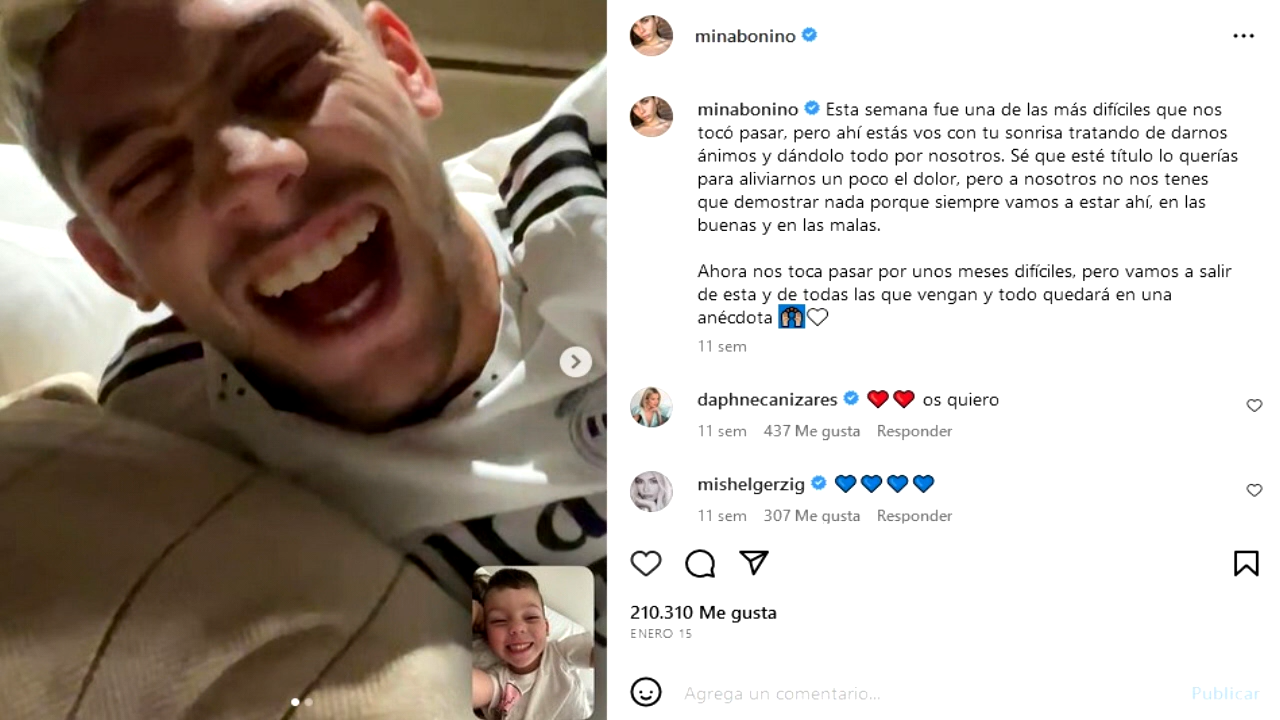 minabonino
minabonino Esta semana fue una de las más difíciles que nos
tocó pasar, pero ahí estás vos con tu sonrisa tratando de darnos
ánimos y dándolo todo por nosotros. Sé que esté título lo querías
para aliviarnos un poco el dolor, pero a nosotros no nos tenes
que demostrar nada porque siempre vamos a estar ahí, en las
buenas y en las malas.
Ahora nos toca pasar por unos meses difíciles, pero vamos a salir
de esta y de todas las que vengan y todo quedará en una
anécdota 🙌🏽🤍
11 sem
daphnecanizares ❤️❤️ os quiero
11 sem 437 Me gusta Responder
mishelgerzig 💙💙💙💙
11 sem 307 Me gusta Responder
210.310 Me gusta
ENERO 15
Agrega un comentario... Publicar